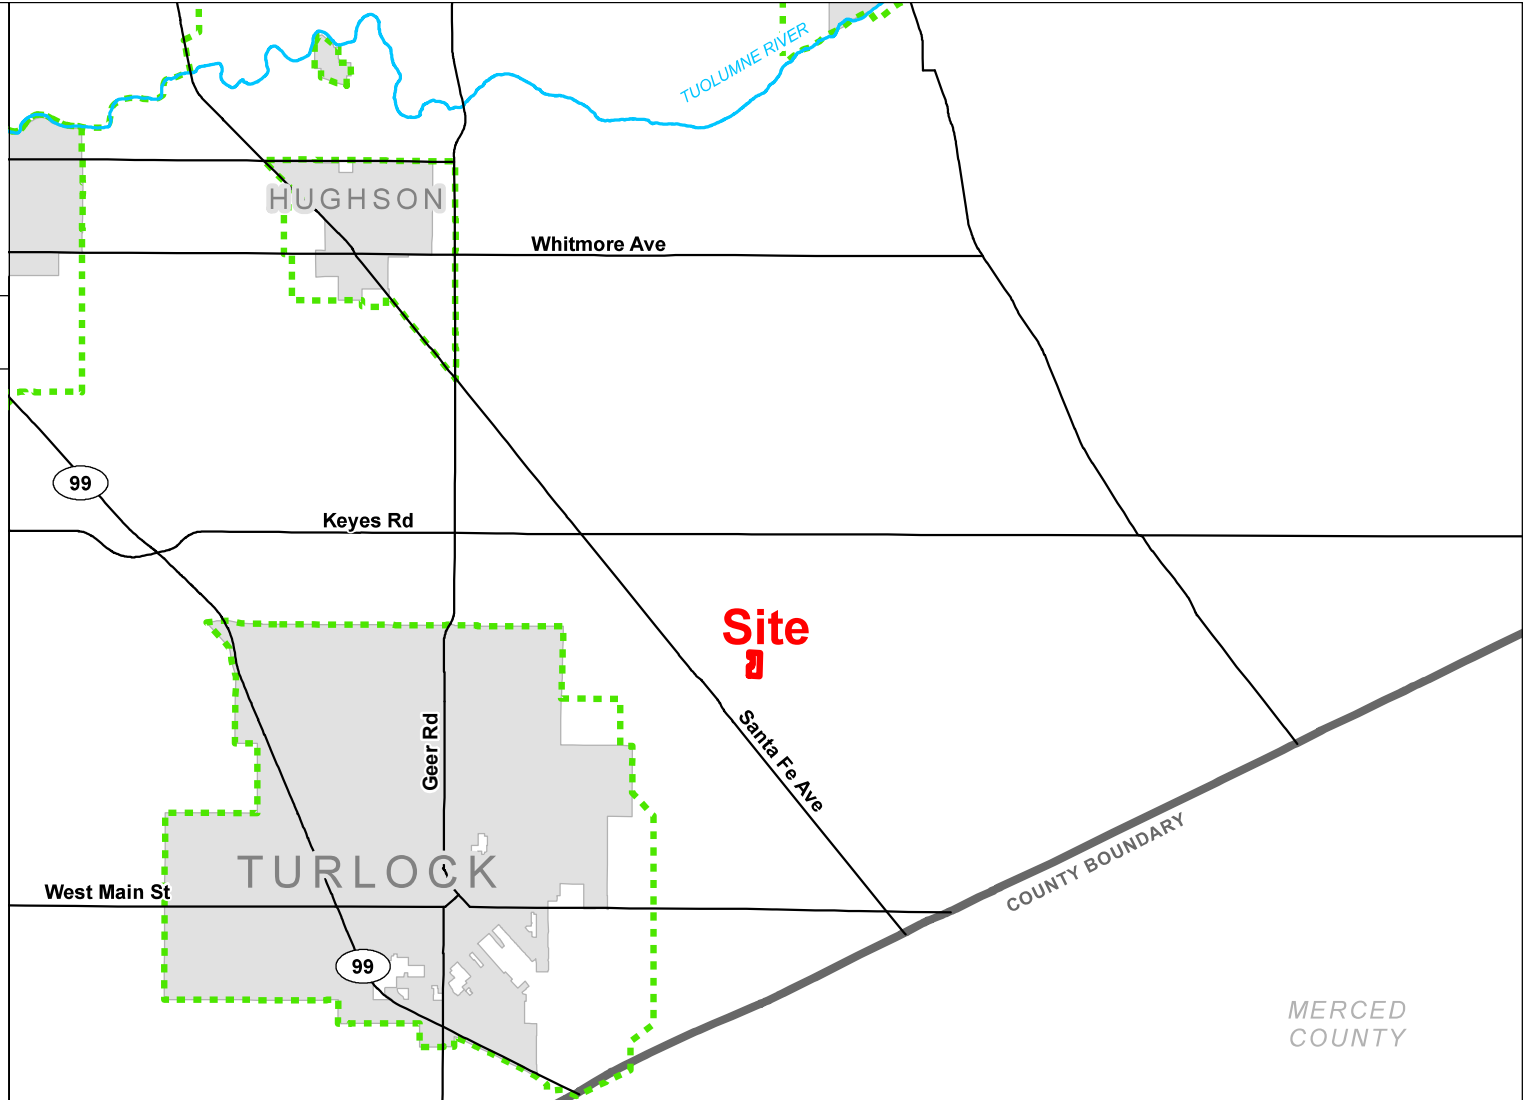 TUOLUMNE RIVER
HUGHSON
Whitmore Ave
99
Keyes Rd
Site
Santa Fe Ave
Geer Rd
TURLOCK
West Main St
COUNTY BOUNDARY
99
MERCED
COUNTY